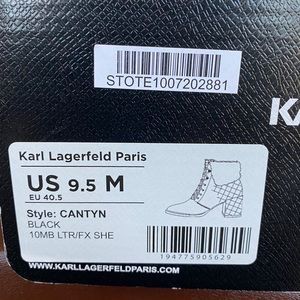 STOTE1007202881
KA
Karl Lagerfeld Paris
US 9.5 M
EU 40.5
Style: CANTYN
BLACK
10MB LTR/FX SHE
194775905629
WWW.KARLLAGERFELDPARIS.COM